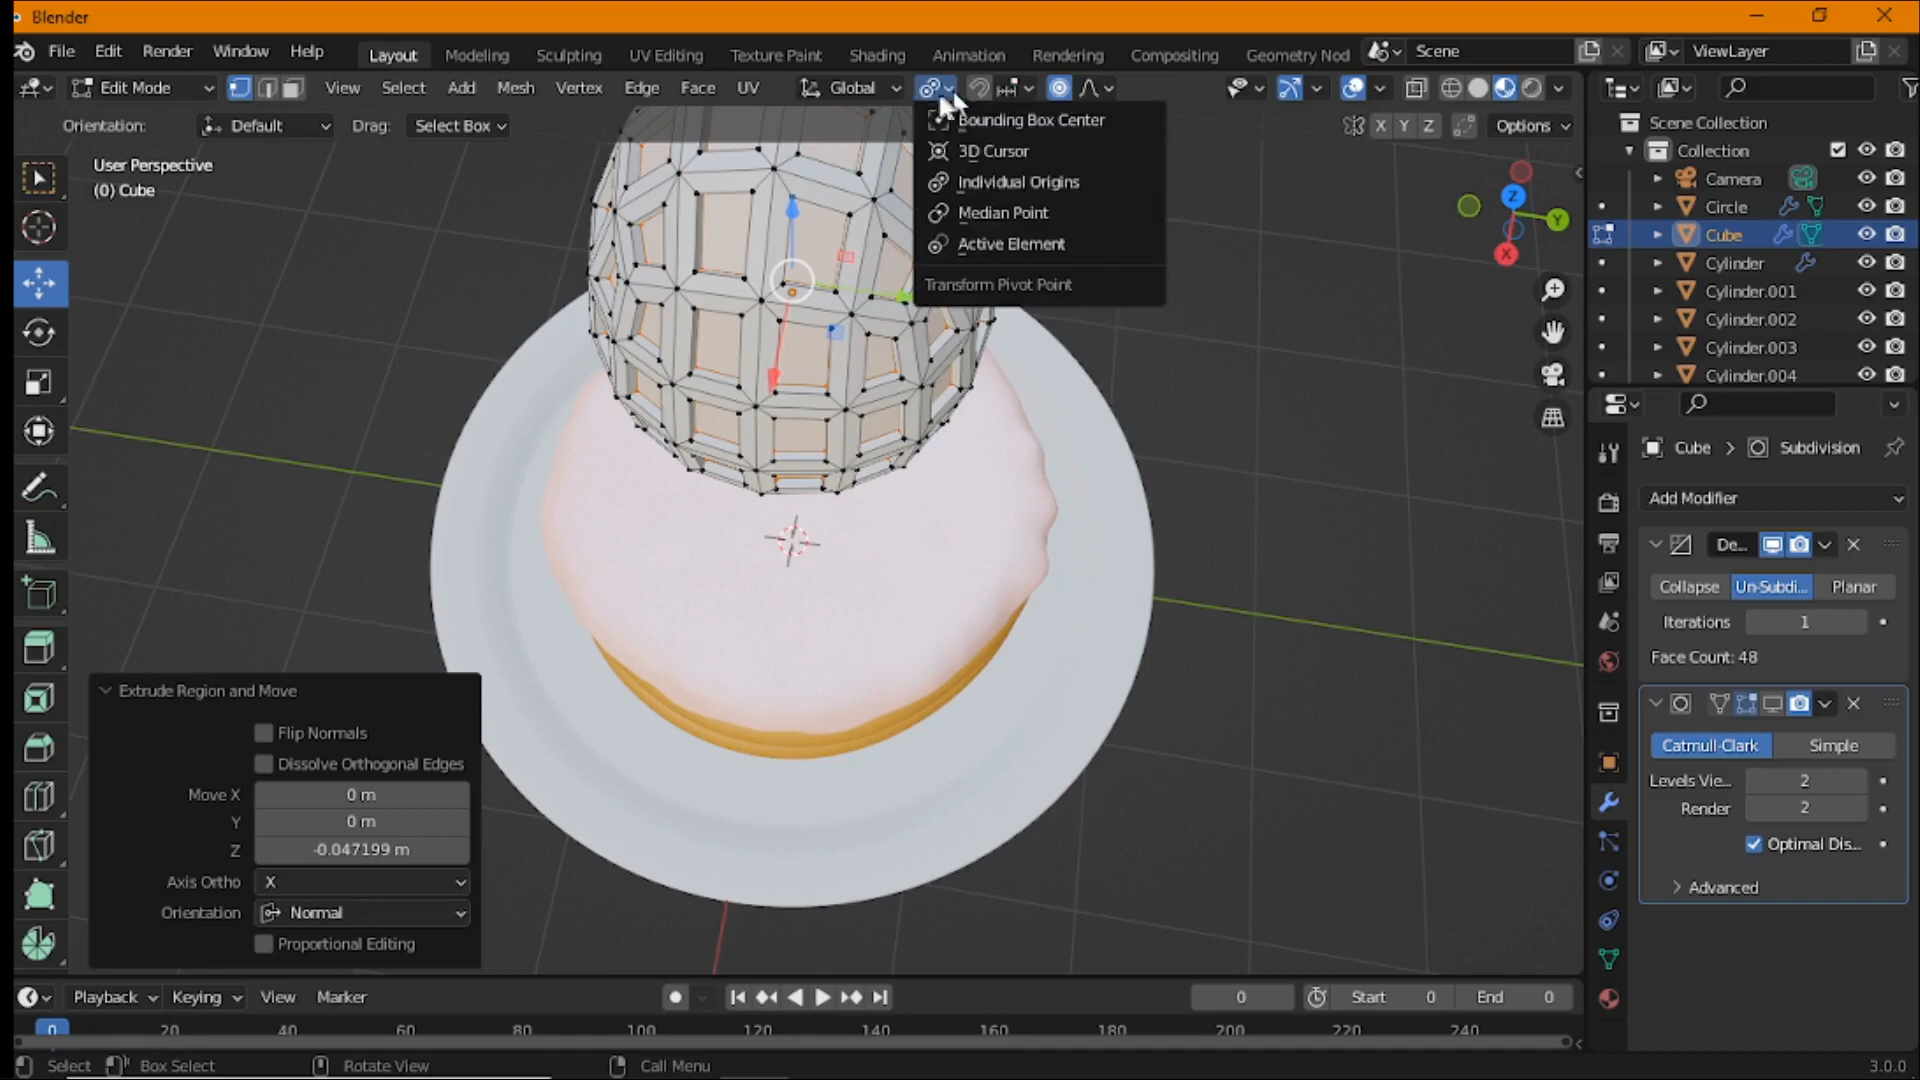 Blender
File Edit Render Window Help Layout Modeling Sculpting UV Editing Texture Paint Shading Animation Rendering Compositing Geometry Nod Scene ViewLayer
Edit Mode View Select Add Mesh Vertex Edge Face UV Global
Orientation: Default Drag: Select Box X Y Z Options
User Perspective
(0) Cube
Bounding Box Center
3D Cursor
Individual Origins
Median Point
Active Element
Transform Pivot Point
Z
Y
X
Scene Collection
Collection
Camera
Circle
Cube
Cylinder
Cylinder.001
Cylinder.002
Cylinder.003
Cylinder.004
Cube > Subdivision
Add Modifier
De...
Collapse Un-Subdi... Planar
Iterations 1
Face Count: 48
Catmull-Clark Simple
Levels Vie... 2
Render 2
Optimal Dis...
Advanced
Extrude Region and Move
Flip Normals
Dissolve Orthogonal Edges
Move X 0 m
Y 0 m
Z -0.047199 m
Axis Ortho X
Orientation Normal
Proportional Editing
Playback Keying View Marker 0 Start 0 End 0
0 20 40 60 80 100 120 140 160 180 200 220 240
Select Box Select Rotate View Call Menu 3.0.0